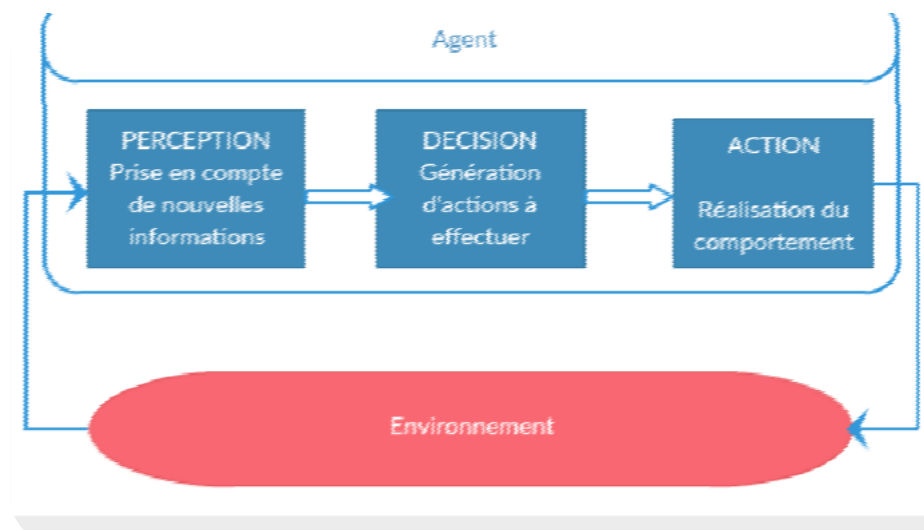 Agent
PERCEPTION
Prise en compte
de nouvelles
informations
DECISION
Génération
d'actions à
effectuer
ACTION
Réalisation du
comportement
Environnement